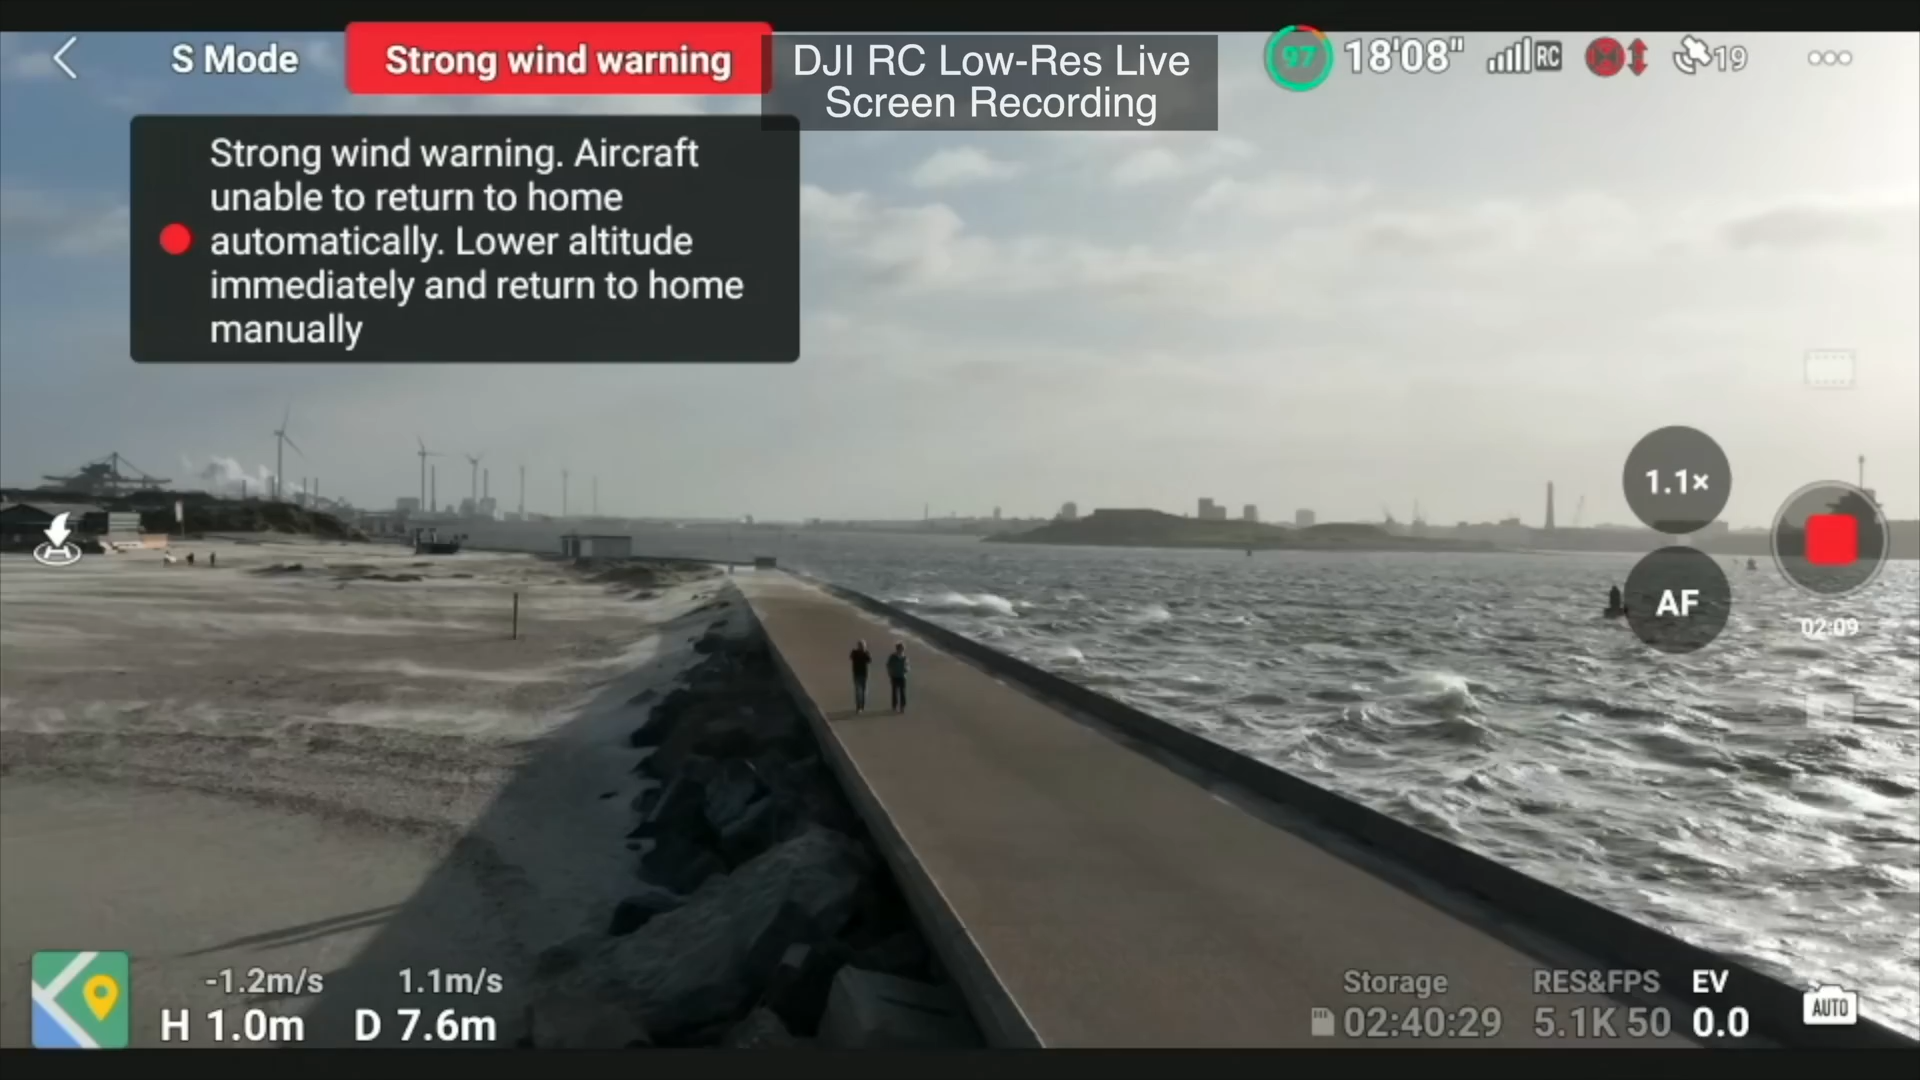 S Mode
Strong wind warning
DJI RC Low-Res Live
Screen Recording
97
18'08"
RC
19
Strong wind warning. Aircraft
unable to return to home
automatically. Lower altitude
immediately and return to home
manually
1.1×
AF
02:09
-1.2m/s 1.1m/s
H 1.0m D 7.6m
Storage RES&FPS EV
02:40:29 5.1K 50 0.0
AUTO